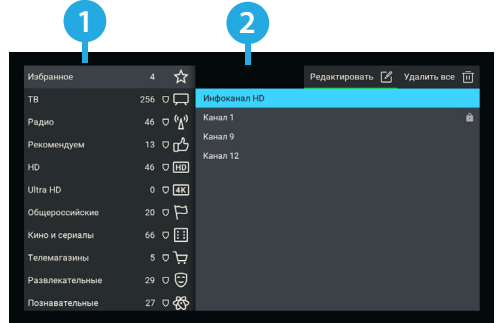 1
2
Редактировать
Удалить все
Избранное 4
ТВ 256
Радио 46
Рекомендуем 13
HD 46 HD
Ultra HD 0 4K
Общероссийские 20
Кино и сериалы 66
Телемагазины 5
Развлекательные 29
Познавательные 27
Инфоканал HD
Канал 1
Канал 9
Канал 12